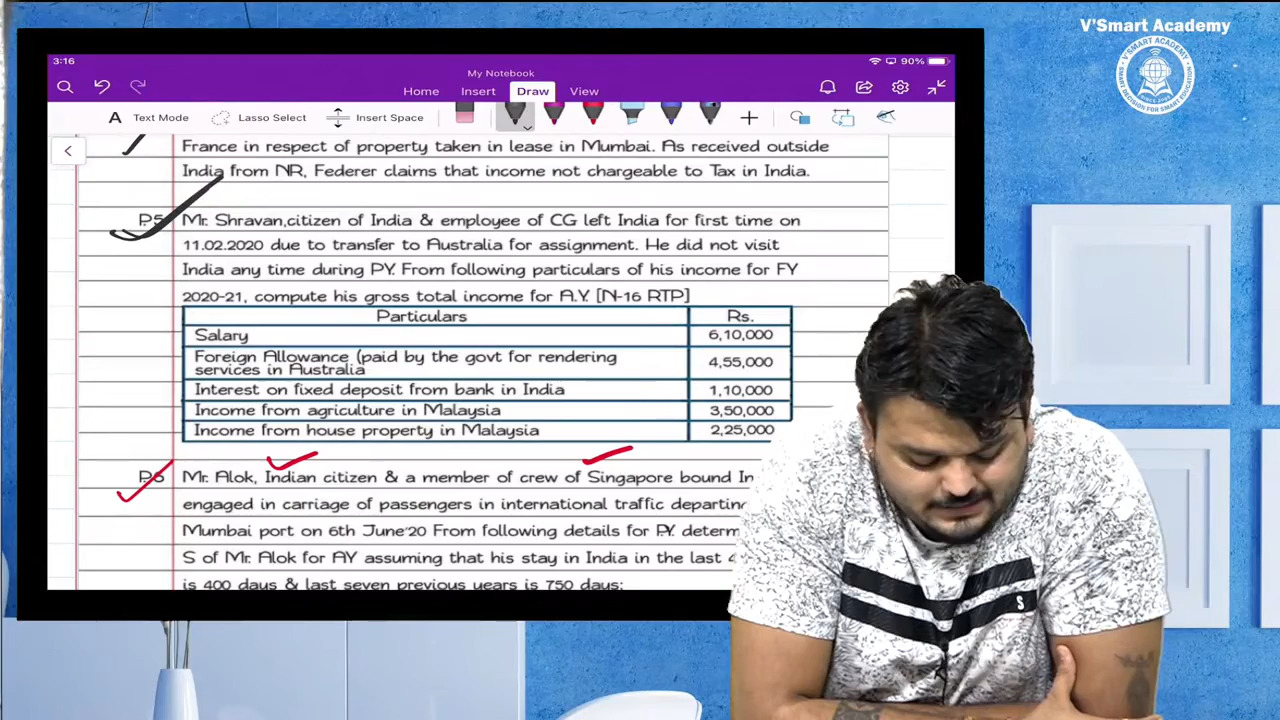 V'Smart Academy
V'SMART ACADEMY
SMART DECISION FOR SMART EDUCATION
3:16
90%
My Notebook
Home Insert Draw View
A Text Mode Lasso Select Insert Space
France in respect of property taken in lease in Mumbai. As received outside
India from NR, Federer claims that income not chargeable to Tax in India.
P.5 Mr. Shravan,citizen of India & employee of CG left India for first time on
11.02.2020 due to transfer to Australia for assignment. He did not visit
India any time during PY. From following particulars of his income for FY
2020-21, compute his gross total income for A.Y. [N-16 RTP]
Particulars Rs.
Salary 6,10,000
Foreign Allowance (paid by the govt for rendering
services in Australia 4,55,000
Interest on fixed deposit from bank in India 1,10,000
Income from agriculture in Malaysia 3,50,000
Income from house property in Malaysia 2,25,000
P.6 Mr. Alok, Indian citizen & a member of crew of Singapore bound
engaged in carriage of passengers in international traffic
Mumbai port on 6th June'20 From following details for P.Y.
S of Mr. Alok for AY assuming that his stay in India in the last
is 400 days & last seven previous years is 750 days:
S